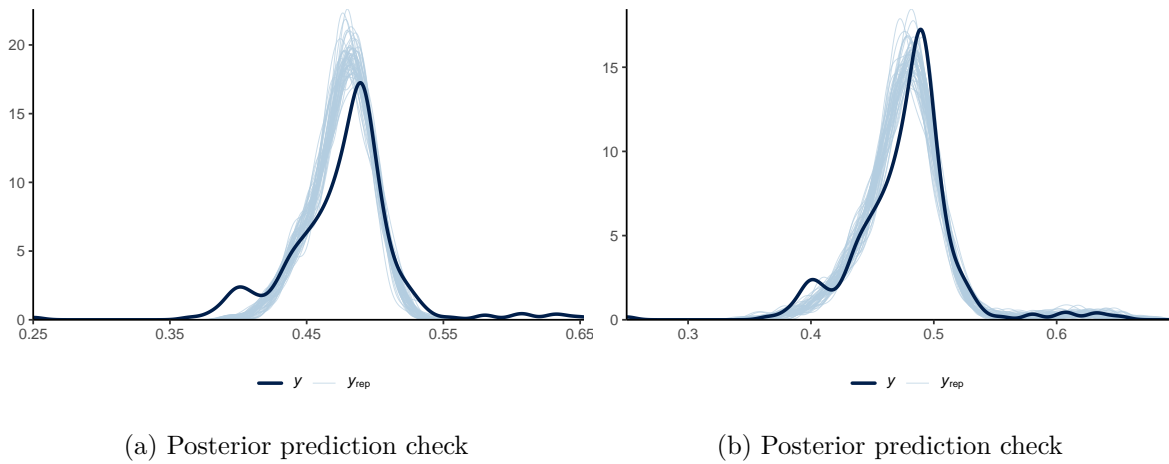 20
15
10
5
0
0.25 0.35 0.45 0.55 0.65
y yrep
(a) Posterior prediction check
15
10
5
0
0.3 0.4 0.5 0.6
y yrep
(b) Posterior prediction check